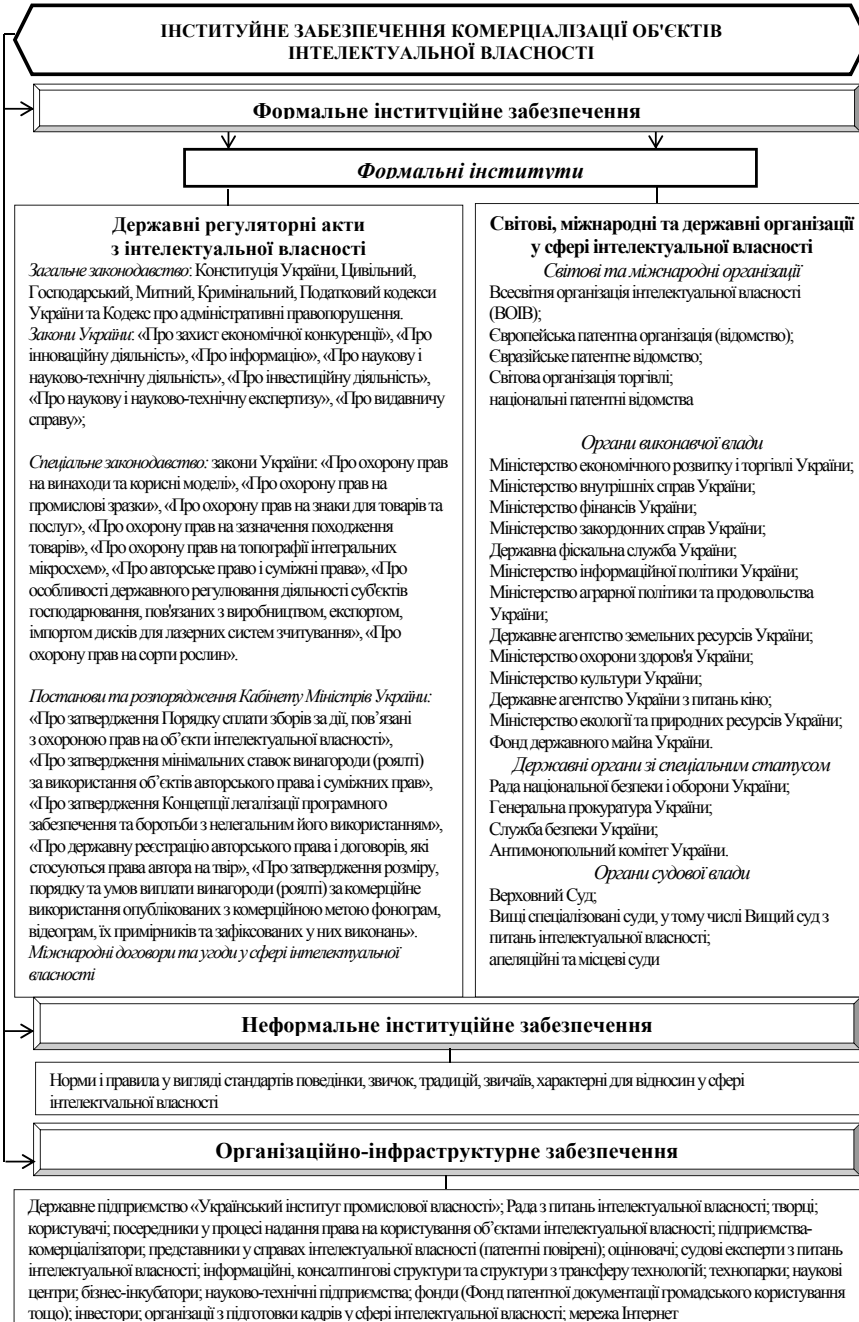 ІНСТИТУЙНЕ ЗАБЕЗПЕЧЕННЯ КОМЕРЦІАЛІЗАЦІЇ ОБ'ЄКТІВ
ІНТЕЛЕКТУАЛЬНОЇ ВЛАСНОСТІ
Формальне інституційне забезпечення
Формальні інститути
Державні регуляторні акти
з інтелектуальної власності
Загальне законодавство: Конституція України, Цивільний,
Господарський, Митний, Кримінальний, Податковий кодекси
України та Кодекс про адміністративні правопорушення.
Закони України: «Про захист економічної конкуренції», «Про
інноваційну діяльність», «Про інформацію», «Про наукову і
науково-технічну діяльність», «Про інвестиційну діяльність»,
«Про наукову і науково-технічну експертизу», «Про видавничу
справу»;
Спеціальне законодавство: закони України: «Про охорону прав
на винаходи та корисні моделі», «Про охорону прав на
промислові зразки», «Про охорону прав на знаки для товарів та
послуг», «Про охорону прав на зазначення походження
товарів», «Про охорону прав на топографії інтегральних
мікросхем», «Про авторське право і суміжні права», «Про
особливості державного регулювання діяльності суб'єктів
господарювання, пов'язаних з виробництвом, експортом,
імпортом дисків для лазерних систем зчитування», «Про
охорону прав на сорти рослин».
Постанови та розпорядження Кабінету Міністрів України:
«Про затвердження Порядку сплати зборів за дії, пов’язані
з охороною прав на об’єкти інтелектуальної власності»,
«Про затвердження мінімальних ставок винагороди (роялті)
за використання об’єктів авторського права і суміжних прав»,
«Про затвердження Концепції легалізації програмного
забезпечення та боротьби з нелегальним його використанням»,
«Про державну реєстрацію авторського права і договорів, які
стосуються права автора на твір», «Про затвердження розміру,
порядку та умов виплати винагороди (роялті) за комерційне
використання опублікованих з комерційною метою фонограм,
відеограм, їх примірників та зафіксованих у них виконань».
Міжнародні договори та угоди у сфері інтелектуальної
власності
Світові, міжнародні та державні організації
у сфері інтелектуальної власності
Світові та міжнародні організації
Всесвітня організація інтелектуальної власності
(ВОІВ);
Європейська патентна організація (відомство);
Євразійське патентне відомство;
Світова організація торгівлі;
національні патентні відомства
Органи виконавчої влади
Міністерство економічного розвитку і торгівлі України;
Міністерство внутрішніх справ України;
Міністерство фінансів України;
Міністерство закордонних справ України;
Державна фіскальна служба України;
Міністерство інформаційної політики України;
Міністерство аграрної політики та продовольства
України;
Державне агентство земельних ресурсів України;
Міністерство охорони здоров'я України;
Міністерство культури України;
Державне агентство України з питань кіно;
Міністерство екології та природних ресурсів України;
Фонд державного майна України.
Державні органи зі спеціальним статусом
Рада національної безпеки і оборони України;
Генеральна прокуратура України;
Служба безпеки України;
Антимонопольний комітет України.
Органи судової влади
Верховний Суд;
Вищі спеціалізовані суди, у тому числі Вищий суд з
питань інтелектуальної власності;
апеляційні та місцеві суди
Неформальне інституційне забезпечення
Норми і правила у вигляді стандартів поведінки, звичок, традицій, звичаїв, характерні для відносин у сфері
інтелектуальної власності
Організаційно-інфраструктурне забезпечення
Державне підприємство «Український інститут промислової власності»; Рада з питань інтелектуальної власності; творці;
користувачі; посередники у процесі надання права на користування об’єктами інтелектуальної власності; підприємства-
комерціалізатори; представники у справах інтелектуальної власності (патентні повірені); оцінювачі; судові експерти з питань
інтелектуальної власності; інформаційні, консалтингові структури та структури з трансферу технологій; технопарки; наукові
центри; бізнес-інкубатори; науково-технічні підприємства; фонди (Фонд патентної документації громадського користування
тощо); інвестори; організації з підготовки кадрів у сфері інтелектуальної власності; мережа Інтернет